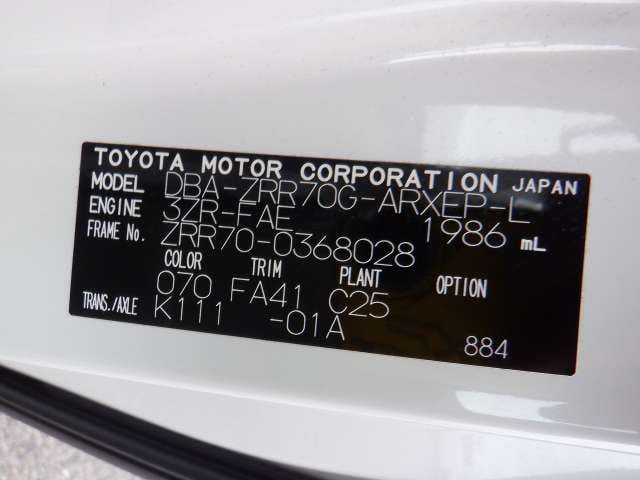 TOYOTA MOTOR CORPORATION JAPAN
MODEL DBA-ZRR70G-ARXEP-L
ENGINE 3ZR-FAE 1986 mL
FRAME No. ZRR70-0368028
COLOR TRIM PLANT OPTION
070 FA41 C25
TRANS./AXLE K111 -01A
884